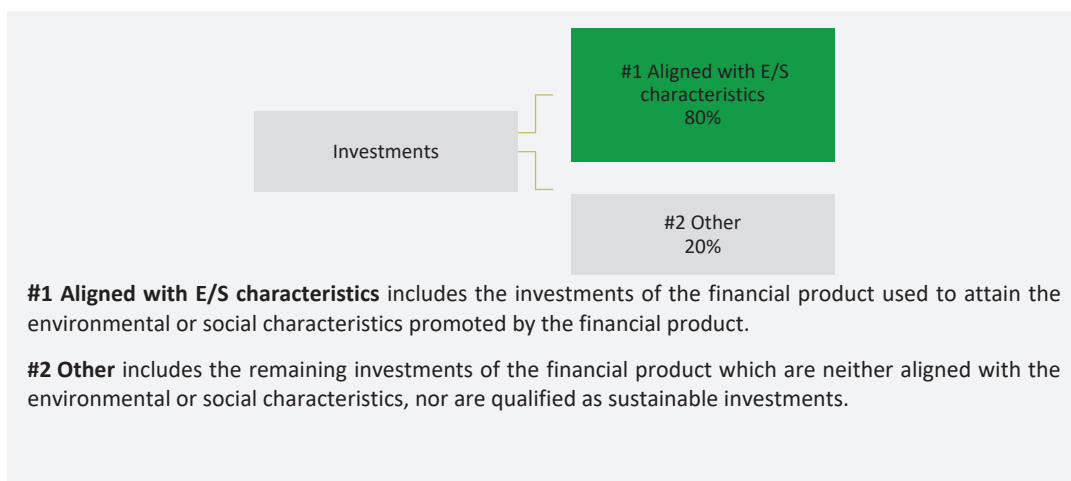 #1 Aligned with E/S
characteristics
80%
Investments
#2 Other
20%
#1 Aligned with E/S characteristics includes the investments of the financial product used to attain the
environmental or social characteristics promoted by the financial product.
#2 Other includes the remaining investments of the financial product which are neither aligned with the
environmental or social characteristics, nor are qualified as sustainable investments.